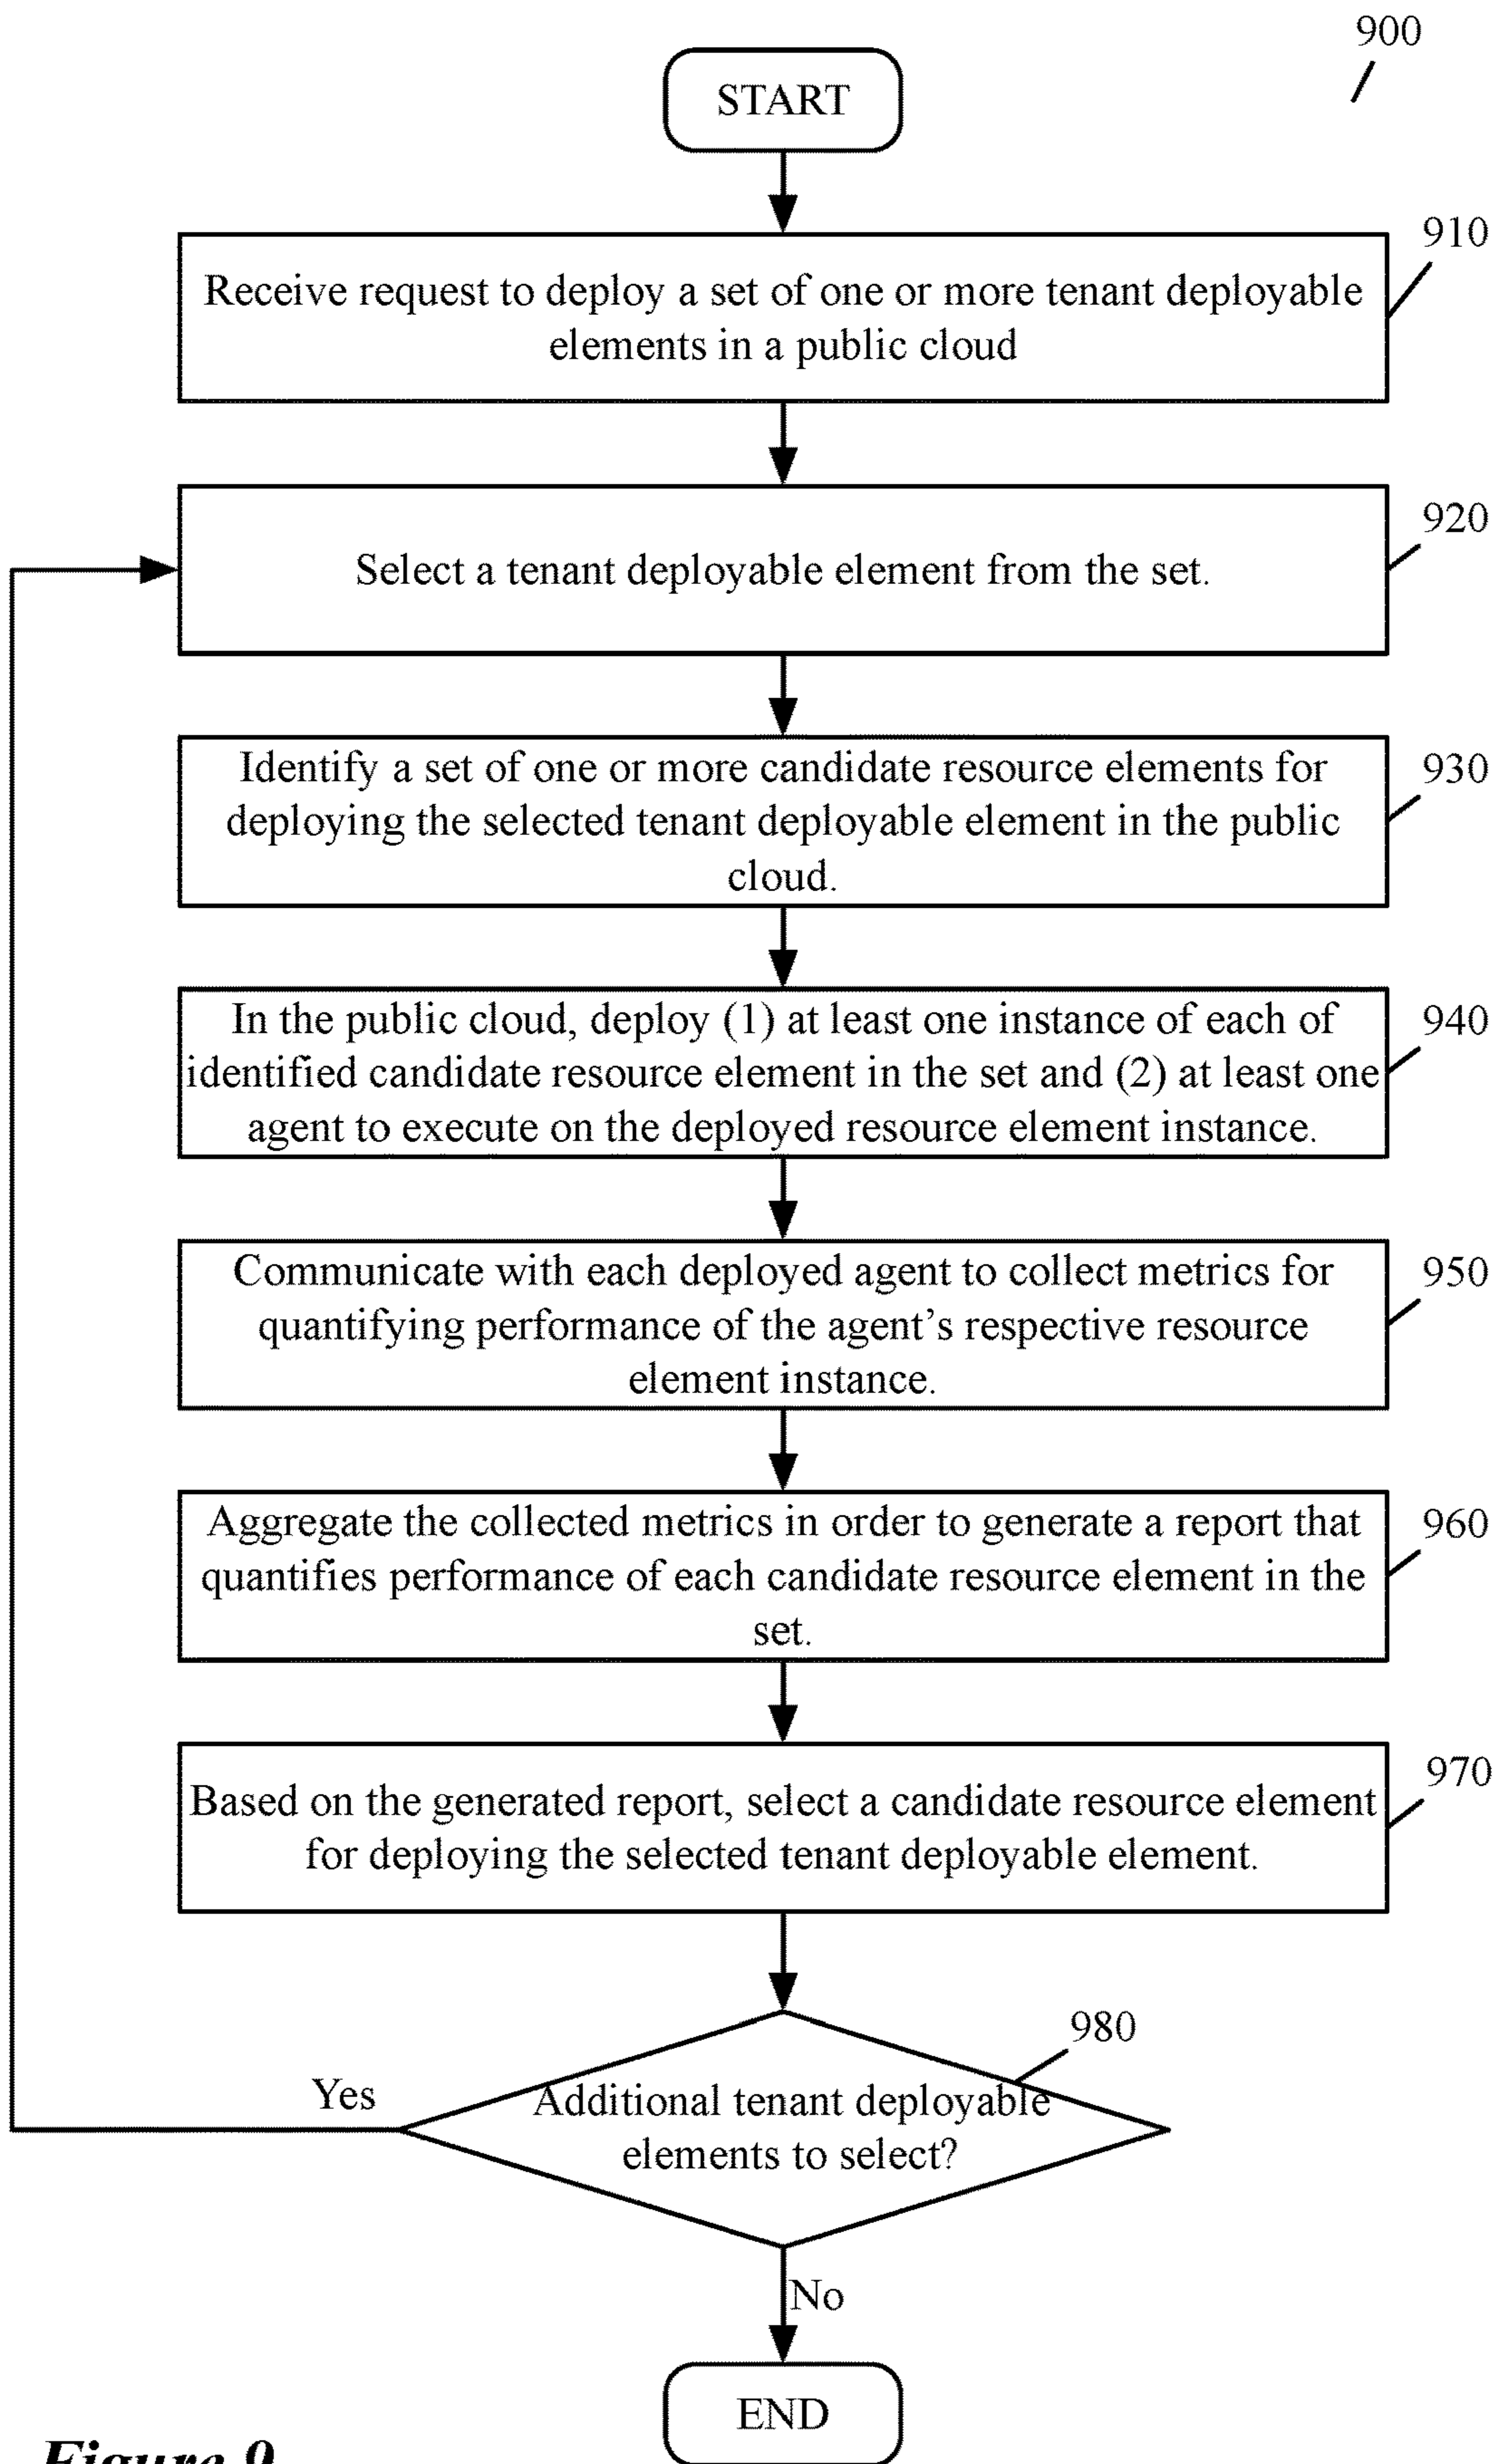 900
START
910
Receive request to deploy a set of one or more tenant deployable
elements in a public cloud
920
Select a tenant deployable element from the set.
930
Identify a set of one or more candidate resource elements for
deploying the selected tenant deployable element in the public
cloud.
940
In the public cloud, deploy (1) at least one instance of each of
identified candidate resource element in the set and (2) at least one
agent to execute on the deployed resource element instance.
950
Communicate with each deployed agent to collect metrics for
quantifying performance of the agent's respective resource
element instance.
960
Aggregate the collected metrics in order to generate a report that
quantifies performance of each candidate resource element in the
set.
970
Based on the generated report, select a candidate resource element
for deploying the selected tenant deployable element.
980
Yes
Additional tenant deployable
elements to select?
No
END
Figure 9